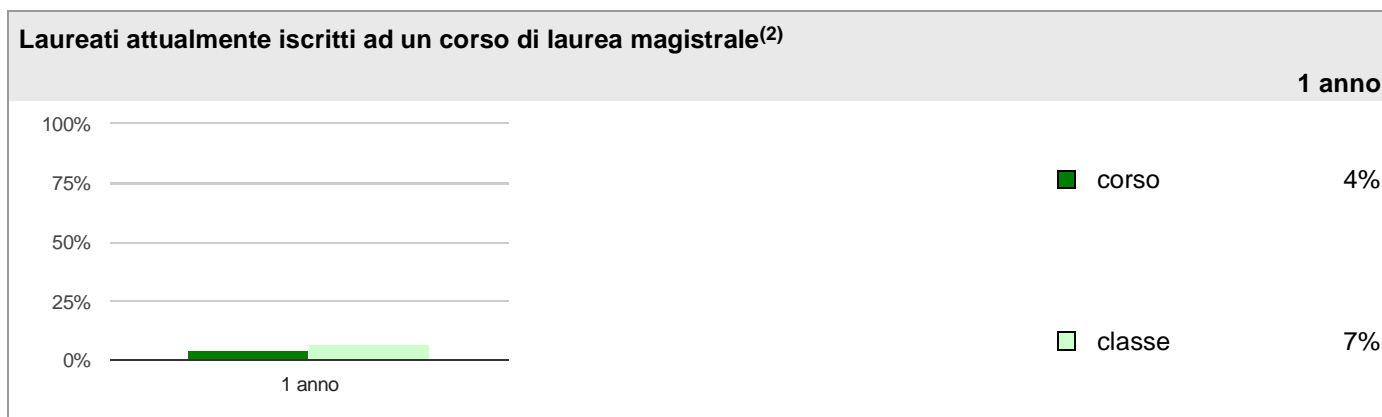 Laureati attualmente iscritti ad un corso di laurea magistrale(2)
1 anno
100%
75%
50%
25%
0%
1 anno
corso 4%
classe 7%